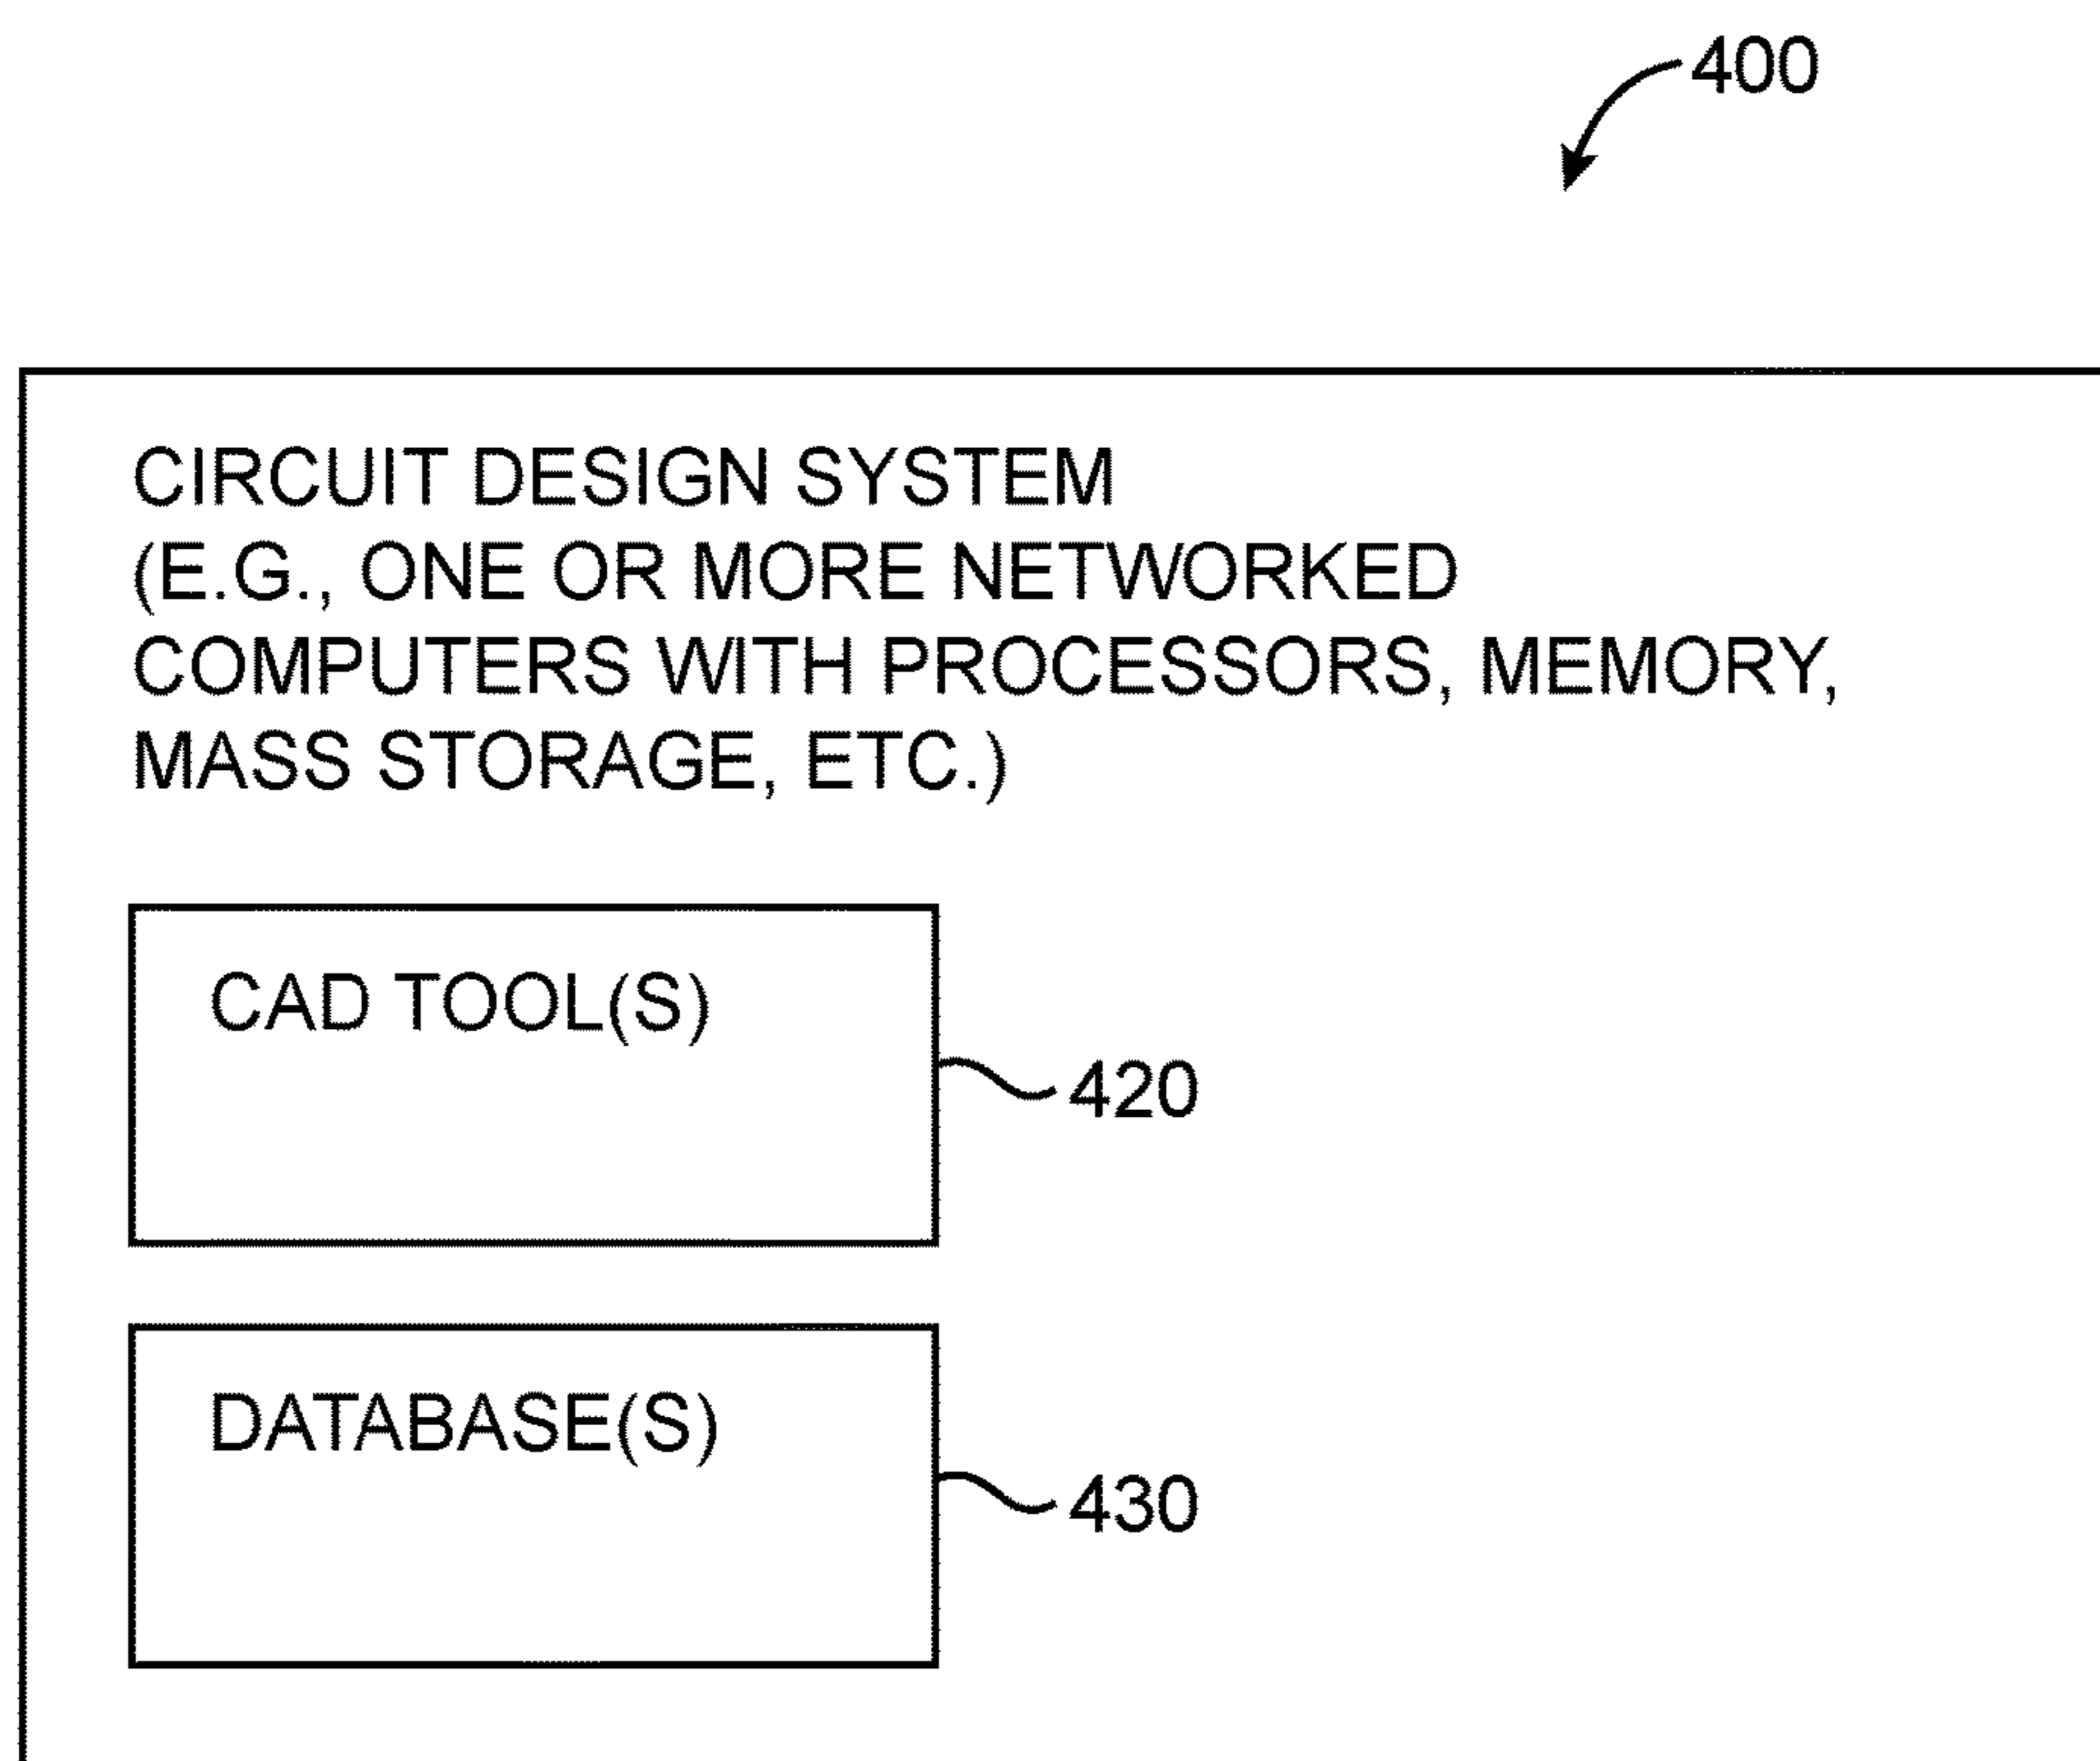 400
CIRCUIT DESIGN SYSTEM
(E.G., ONE OR MORE NETWORKED
COMPUTERS WITH PROCESSORS, MEMORY,
MASS STORAGE, ETC.)
CAD TOOL(S)
420
DATABASE(S)
430